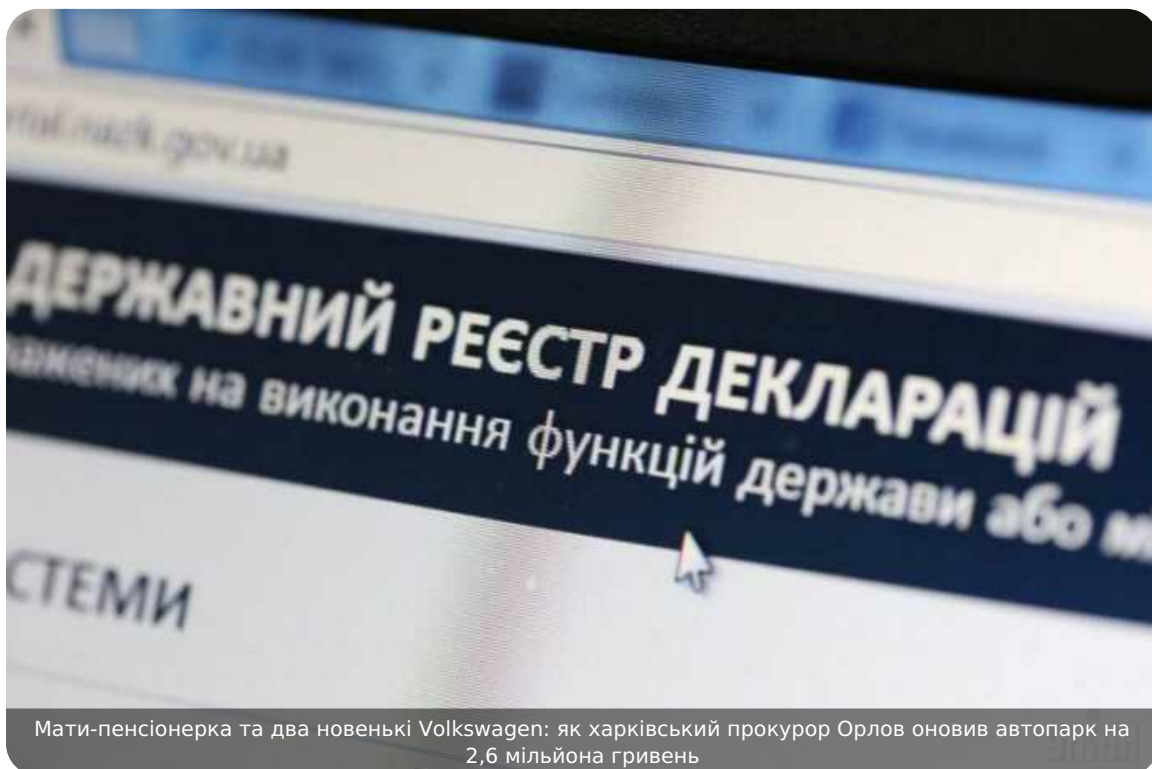 nazk.gov.ua
ДЕРЖАВНИЙ РЕЄСТР ДЕКЛАРАЦІЙ
на виконання функцій держави або
СТЕМИ
Мати-пенсіонерка та два новенькі Volkswagen: як харківський прокурор Орлов оновив автопарк на
2,6 мільйона гривень